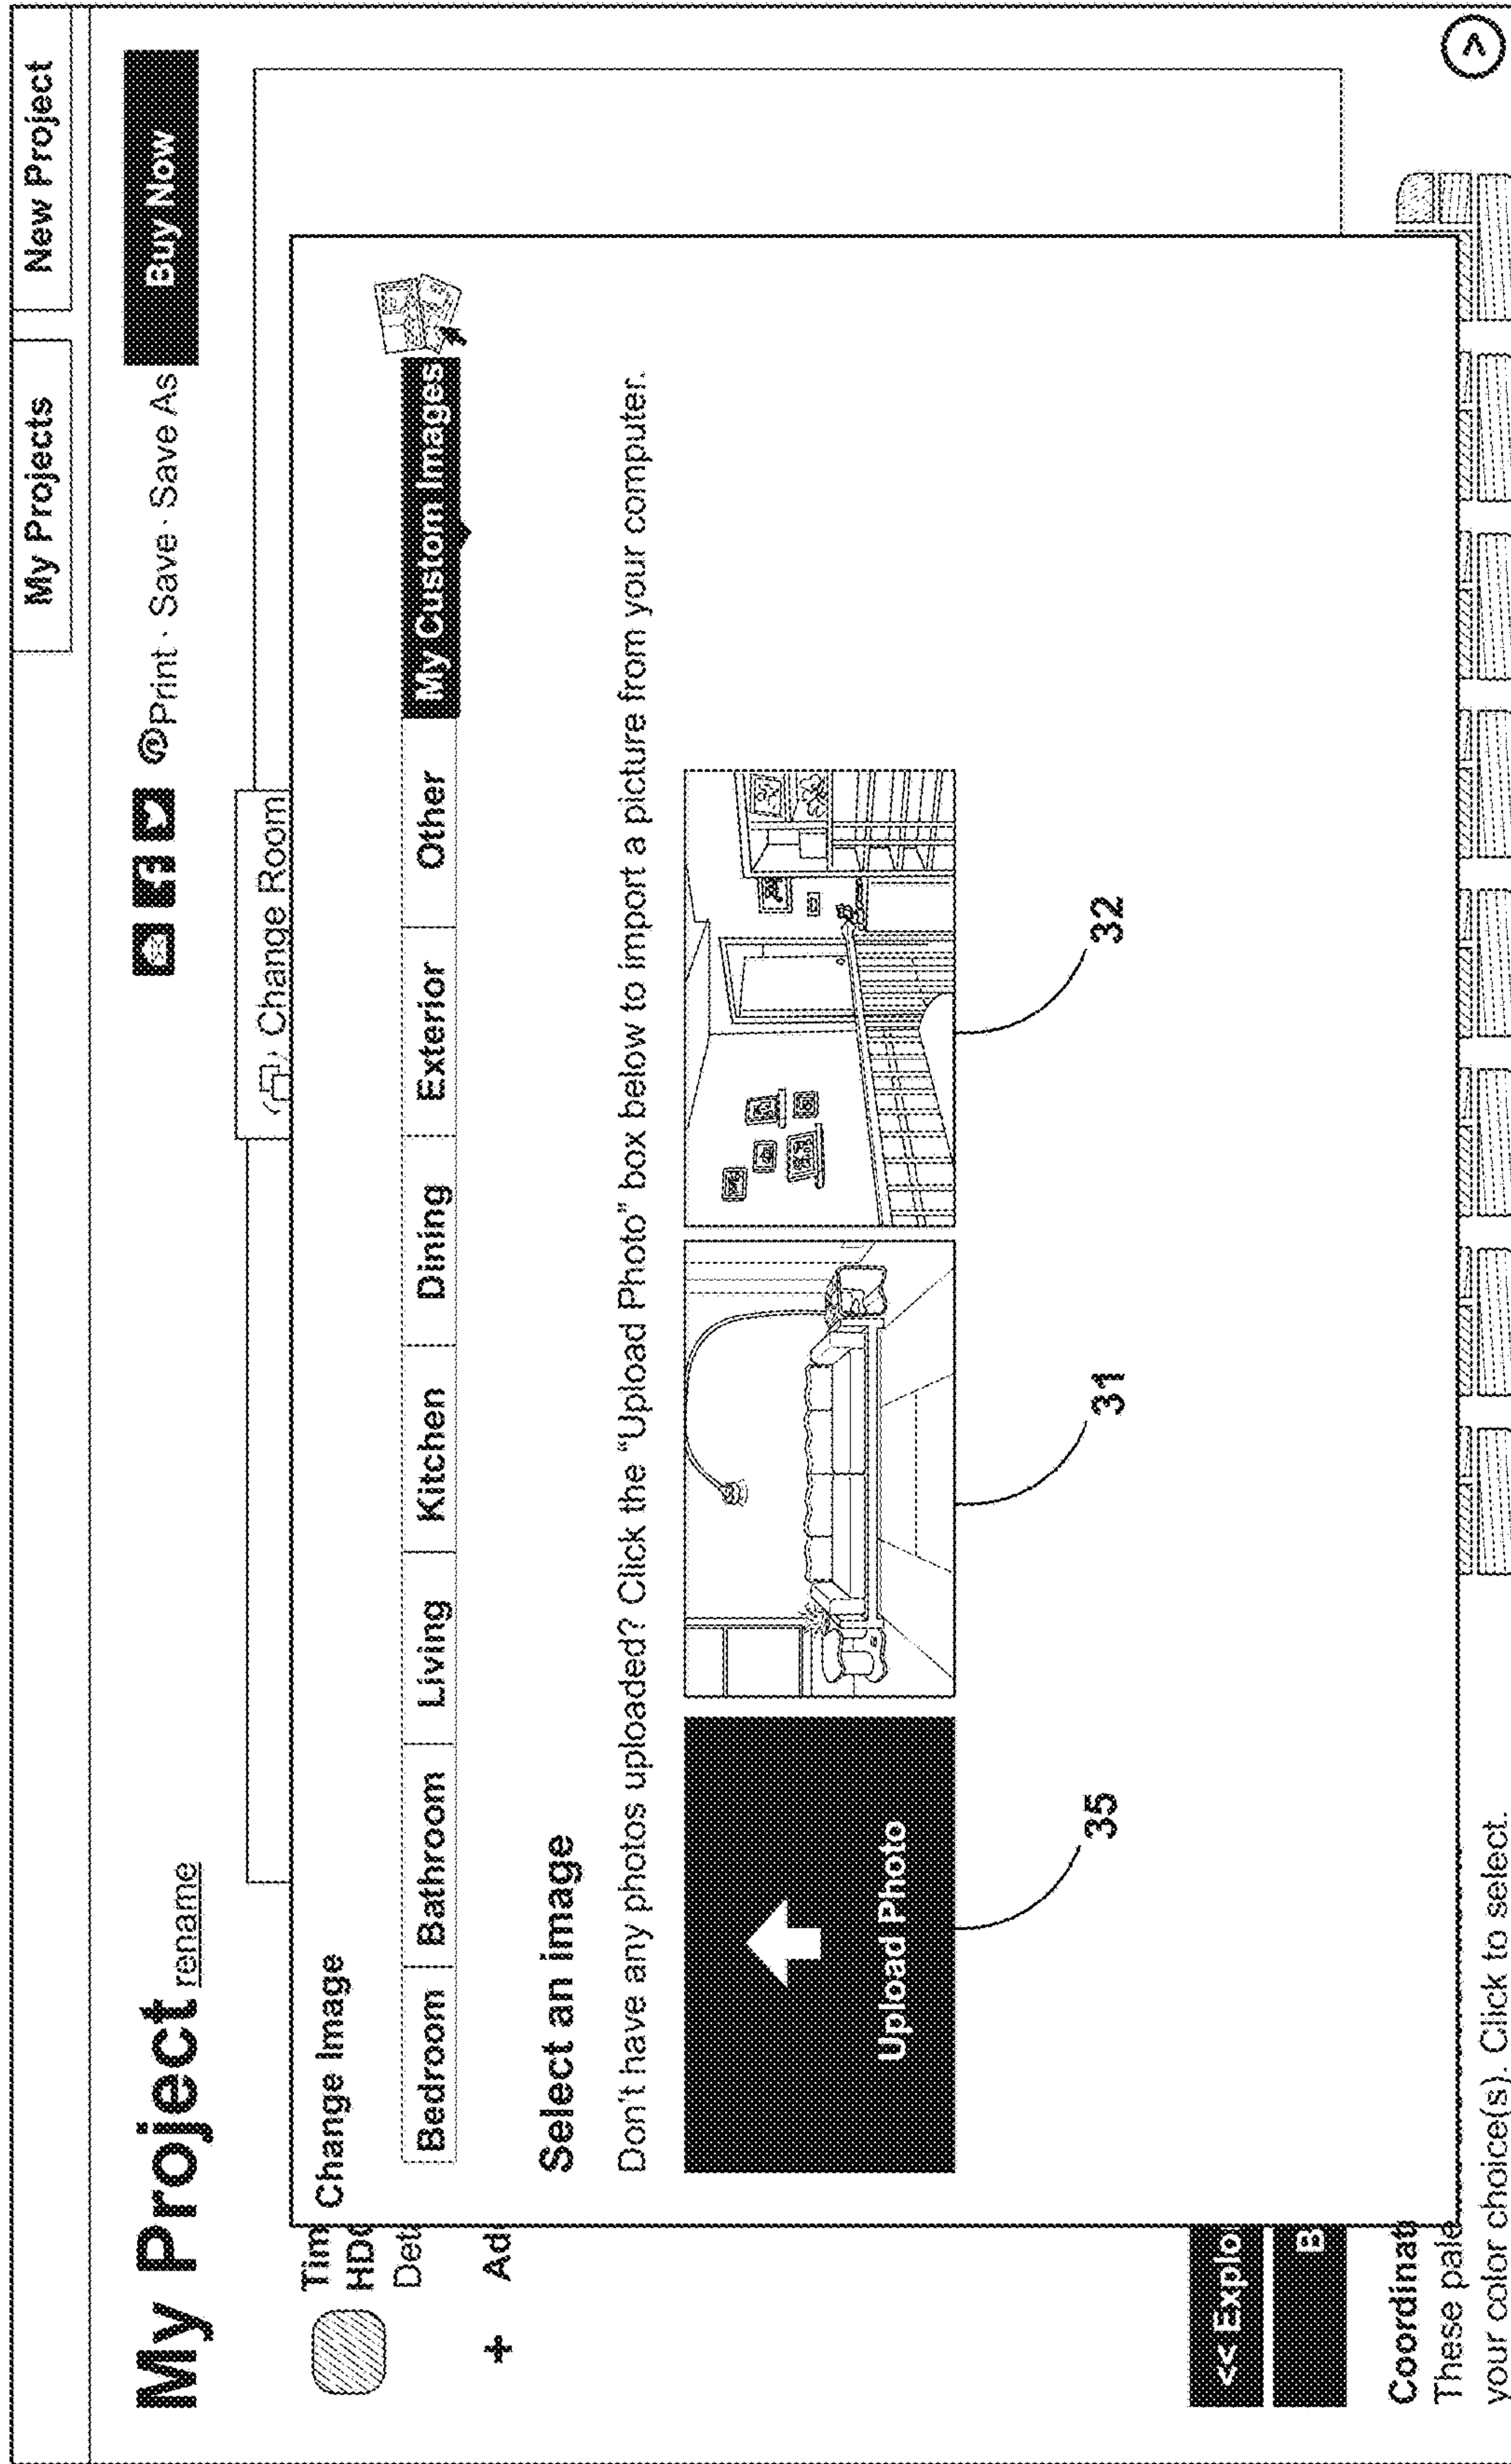 My Projects
New Project
My Project rename
Print · Save · Save As
Buy Now
Change Room
Change Image
Bedroom
Bathroom
Living
Kitchen
Dining
Exterior
Other
My Custom Images
Select an image
Don't have any photos uploaded? Click the “Upload Photo” box below to import a picture from your computer.
Upload Photo
35
31
32
Tim
HDC
Det
+ Ad
<< Explo
B
Coordinati
These pale
your color choice(s). Click to select.